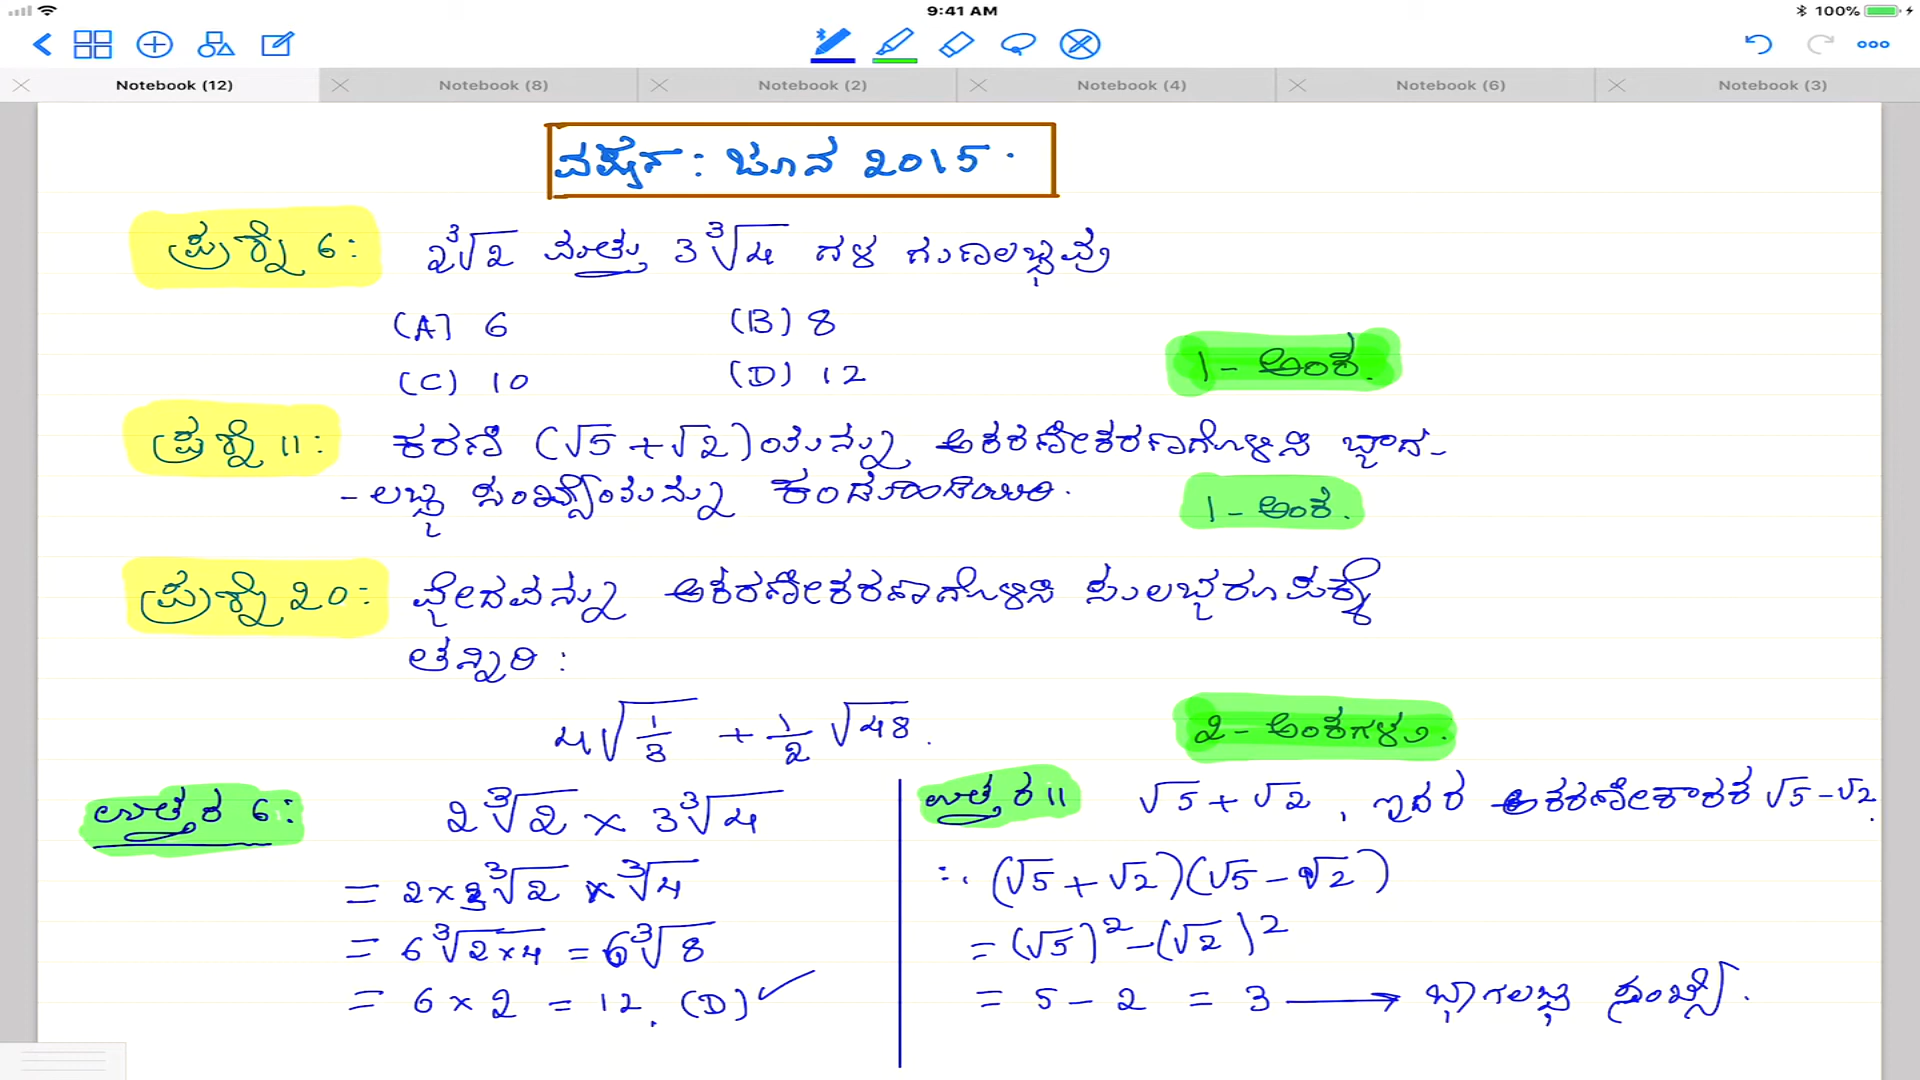 9:41 AM
100%
Notebook (12) Notebook (8) Notebook (2) Notebook (4) Notebook (6) Notebook (3)
ವರ್ಷ : ಜೂನ 2015.
ಪ್ರಶ್ನೆ 6: 2∛2 ಮತ್ತು 3∛4 ಗಳ ಗುಣಲಬ್ಧವು
(A) 6 (B) 8
(C) 10 (D) 12
1 - ಅಂಕ.
ಪ್ರಶ್ನೆ 11: ಕರಣಿ (√5 + √2)ಯನ್ನು ಅಕರಣೀಕರಣಗೊಳಿಸಿ ಭಾಗ-
- ಲಬ್ಧ ಸಂಖ್ಯೆಯನ್ನು ಕಂಡುಹಿಡಿಯಿರಿ.
1 - ಅಂಕ.
ಪ್ರಶ್ನೆ 20: ಛೇದವನ್ನು ಅಕರಣೀಕರಣಗೊಳಿಸಿ ಸುಲಭರೂಪಕ್ಕೆ
ತನ್ನಿರಿ :
4√(1/3) + 1/2 √48.
2 - ಅಂಕಗಳು.
ಉತ್ತರ 6: 2∛2 × 3∛4
= 2×3∛2 × ∛4
= 6∛(2×4) = 6∛8
= 6 × 2 = 12. (D) ✓
ಉತ್ತರ 11 √5 + √2 , ಇದರ ಅಕರಣೀಕಾರಕ √5 - √2.
∴ (√5 + √2)(√5 - √2)
= (√5)² - (√2)²
= 5 - 2 = 3 → ಭಾಗಲಬ್ಧ ಸಂಖ್ಯೆ.